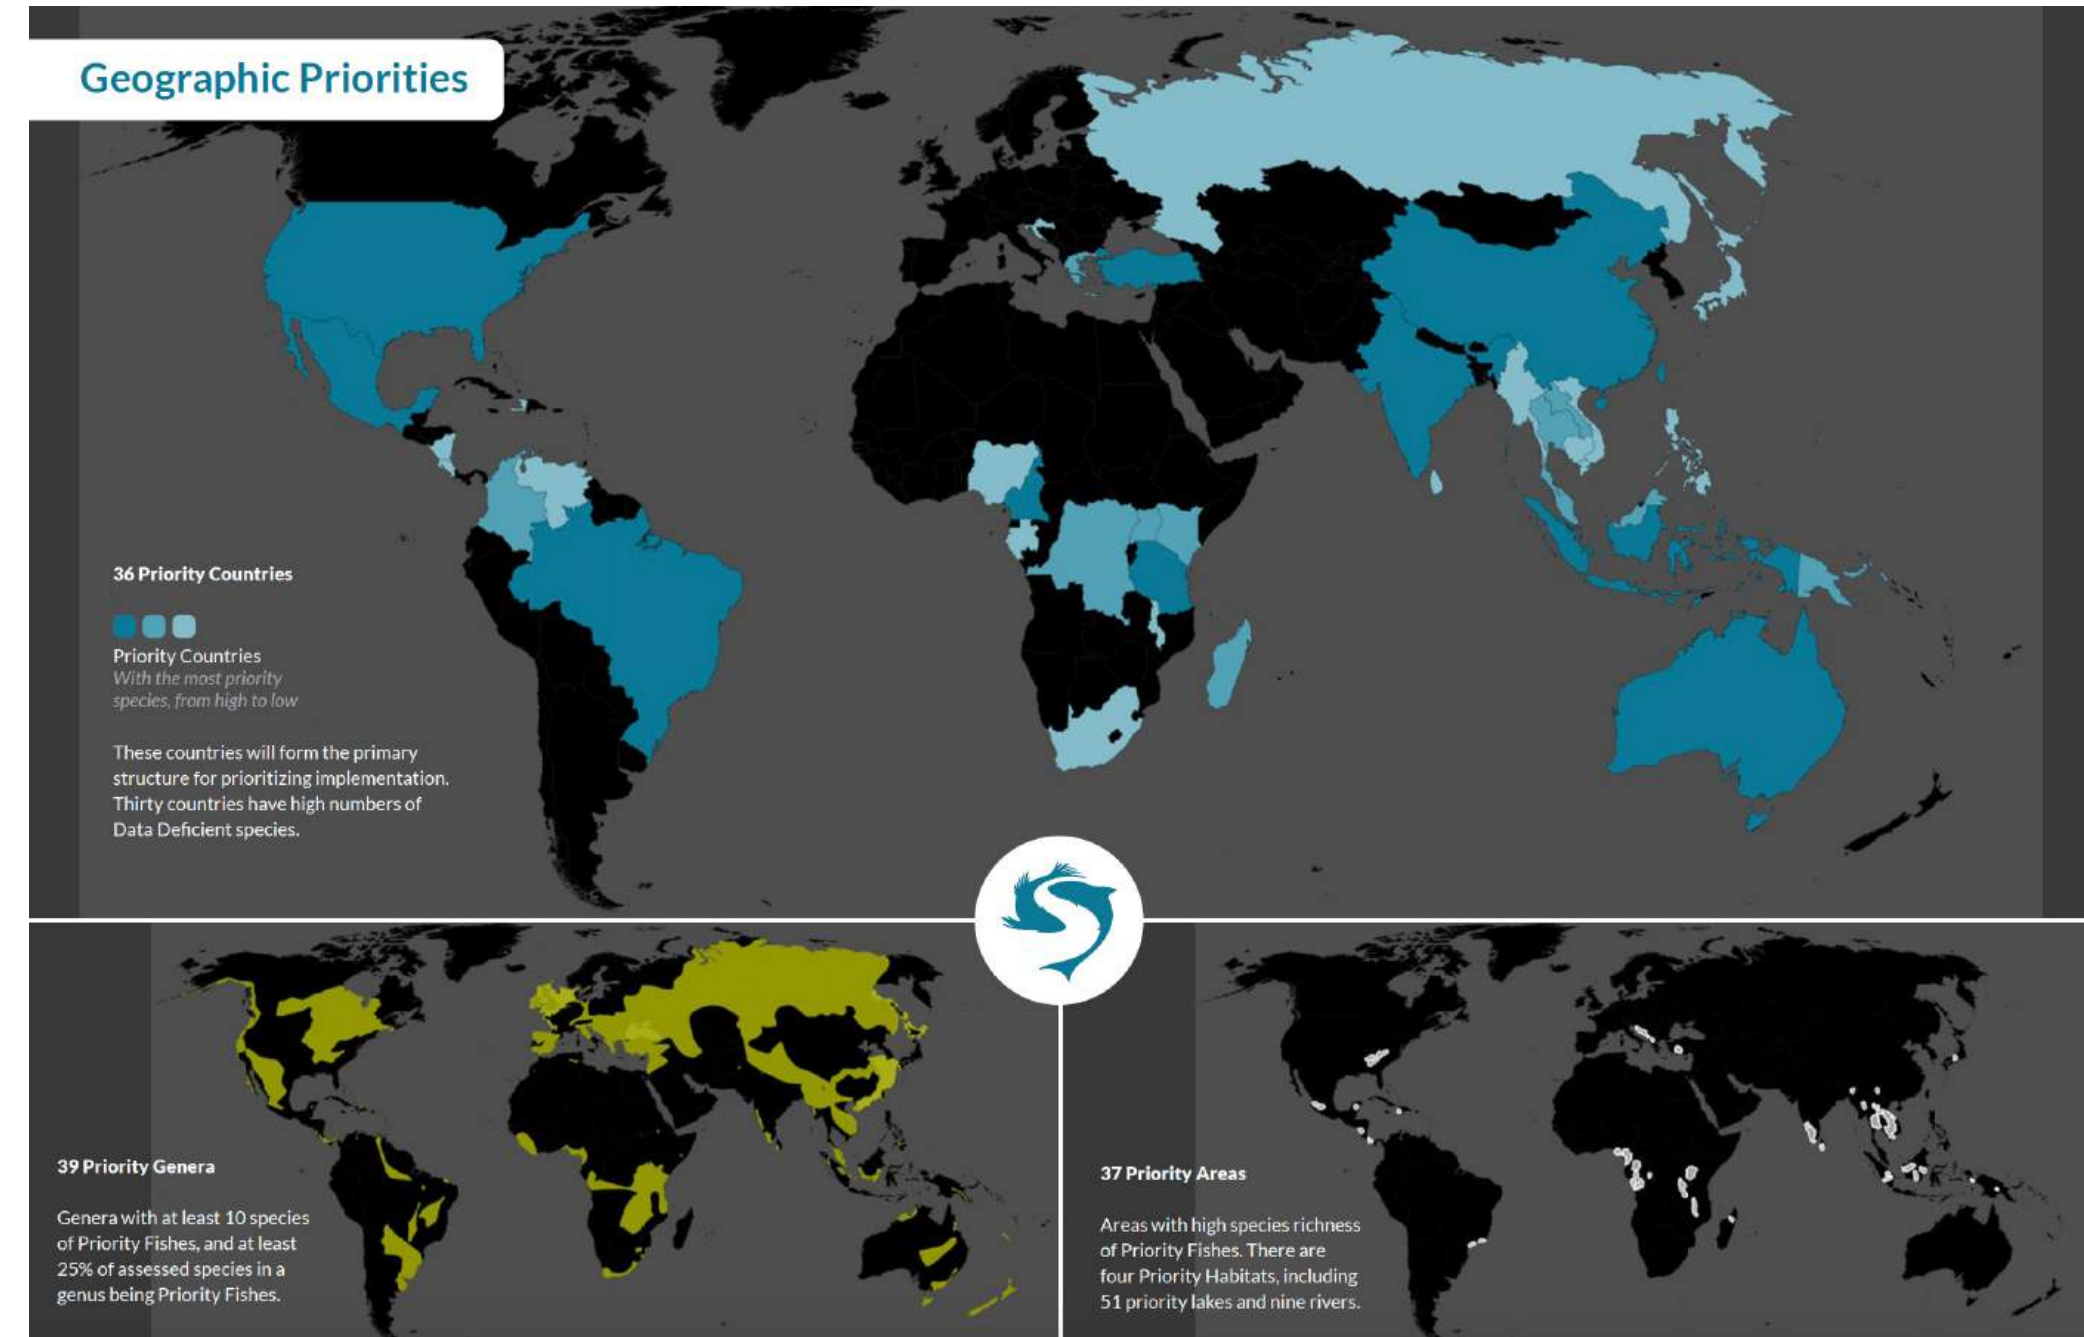 Geographic Priorities
36 Priority Countries
Priority Countries
With the most priority
species, from high to low
These countries will form the primary
structure for prioritizing implementation.
Thirty countries have high numbers of
Data Deficient species.
39 Priority Genera
Genera with at least 10 species
of Priority Fishes, and at least
25% of assessed species in a
genus being Priority Fishes.
37 Priority Areas
Areas with high species richness
of Priority Fishes. There are
four Priority Habitats, including
51 priority lakes and nine rivers.